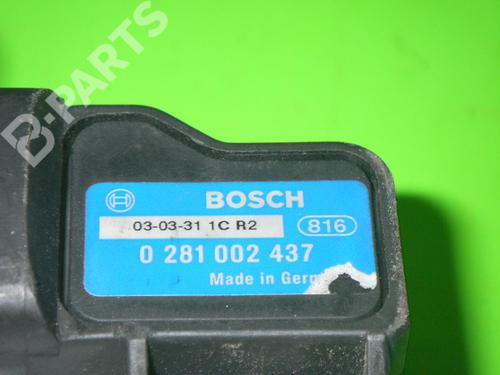 B-PARTS
BOSCH
03-03-31 1C R2
816
0 281 002 437
Made in Germ